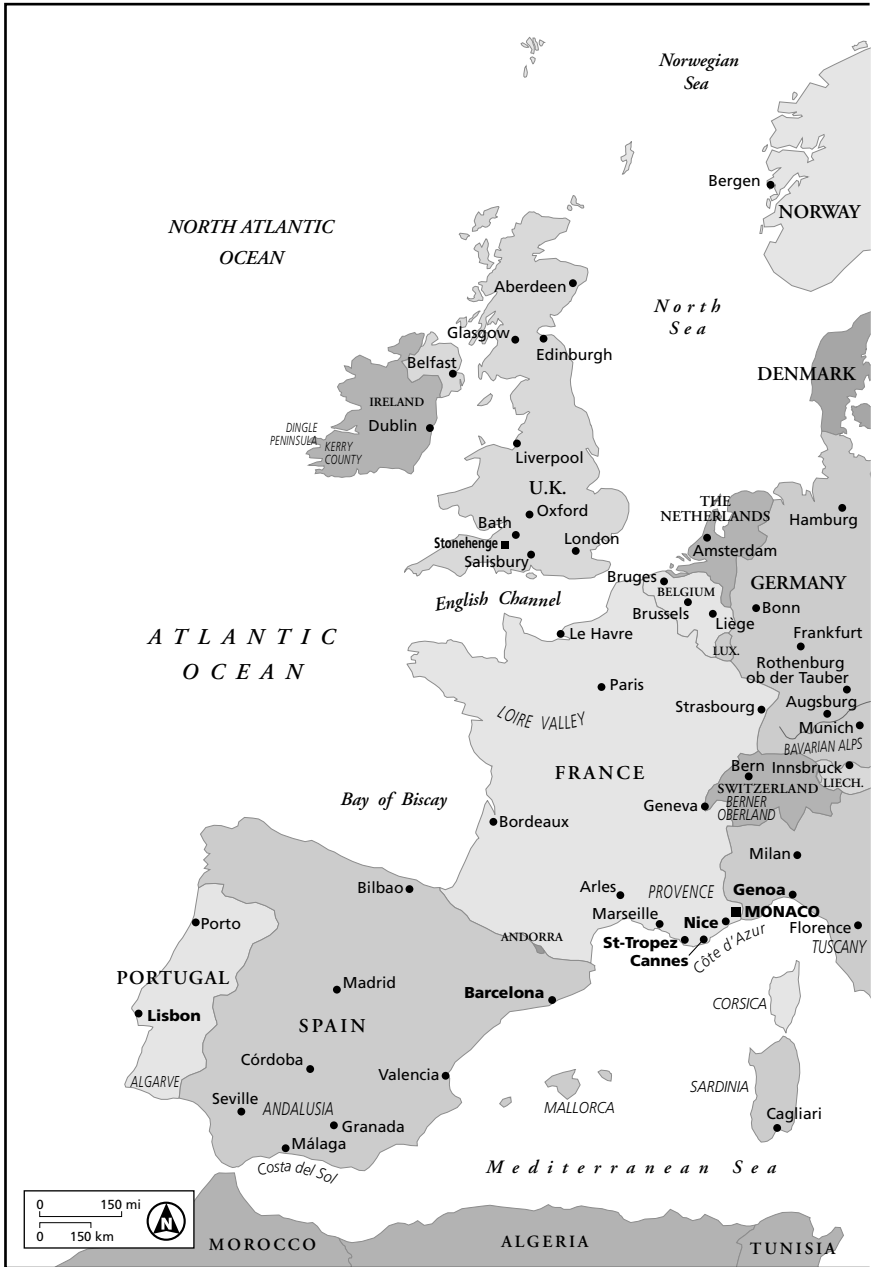 Norwegian
Sea
Bergen
NORWAY
NORTH ATLANTIC
OCEAN
Aberdeen
North
Sea
Glasgow
Edinburgh
Belfast
DENMARK
IRELAND
Dublin
DINGLE
PENINSULA
KERRY
COUNTY
Liverpool
U.K.
THE
NETHERLANDS
Hamburg
Oxford
Bath
Stonehenge
London
Salisbury
Amsterdam
Bruges
BELGIUM
GERMANY
English Channel
Brussels
Liège
Bonn
ATLANTIC
OCEAN
Le Havre
Frankfurt
LUX.
Rothenburg
ob der Tauber
Paris
Strasbourg
Augsburg
LOIRE VALLEY
Munich
BAVARIAN ALPS
FRANCE
Bern
Innsbruck
SWITZERLAND
LIECH.
Bay of Biscay
Geneva
BERNER
OBERLAND
Bordeaux
Milan
Bilbao
Arles
PROVENCE
Genoa
Marseille
Nice
MONACO
Porto
ANDORRA
St-Tropez
Cannes
Côte d'Azur
Florence
TUSCANY
PORTUGAL
Madrid
Barcelona
CORSICA
Lisbon
SPAIN
Córdoba
Valencia
ALGARVE
Seville
ANDALUSIA
MALLORCA
SARDINIA
Granada
Cagliari
Málaga
Costa del Sol
Mediterranean Sea
0 150 mi
0 150 km
N
MOROCCO
ALGERIA
TUNISIA